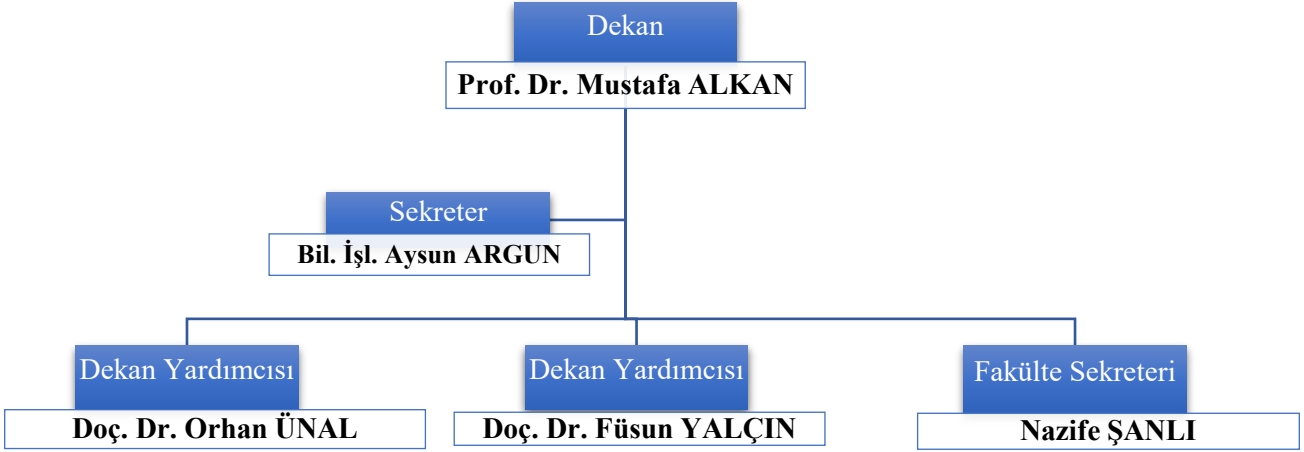 Dekan
Prof. Dr. Mustafa ALKAN
Sekreter
Bil. İşl. Aysun ARGUN
Dekan Yardımcısı
Doç. Dr. Orhan ÜNAL
Dekan Yardımcısı
Doç. Dr. Füsun YALÇIN
Fakülte Sekreteri
Nazife ŞANLI